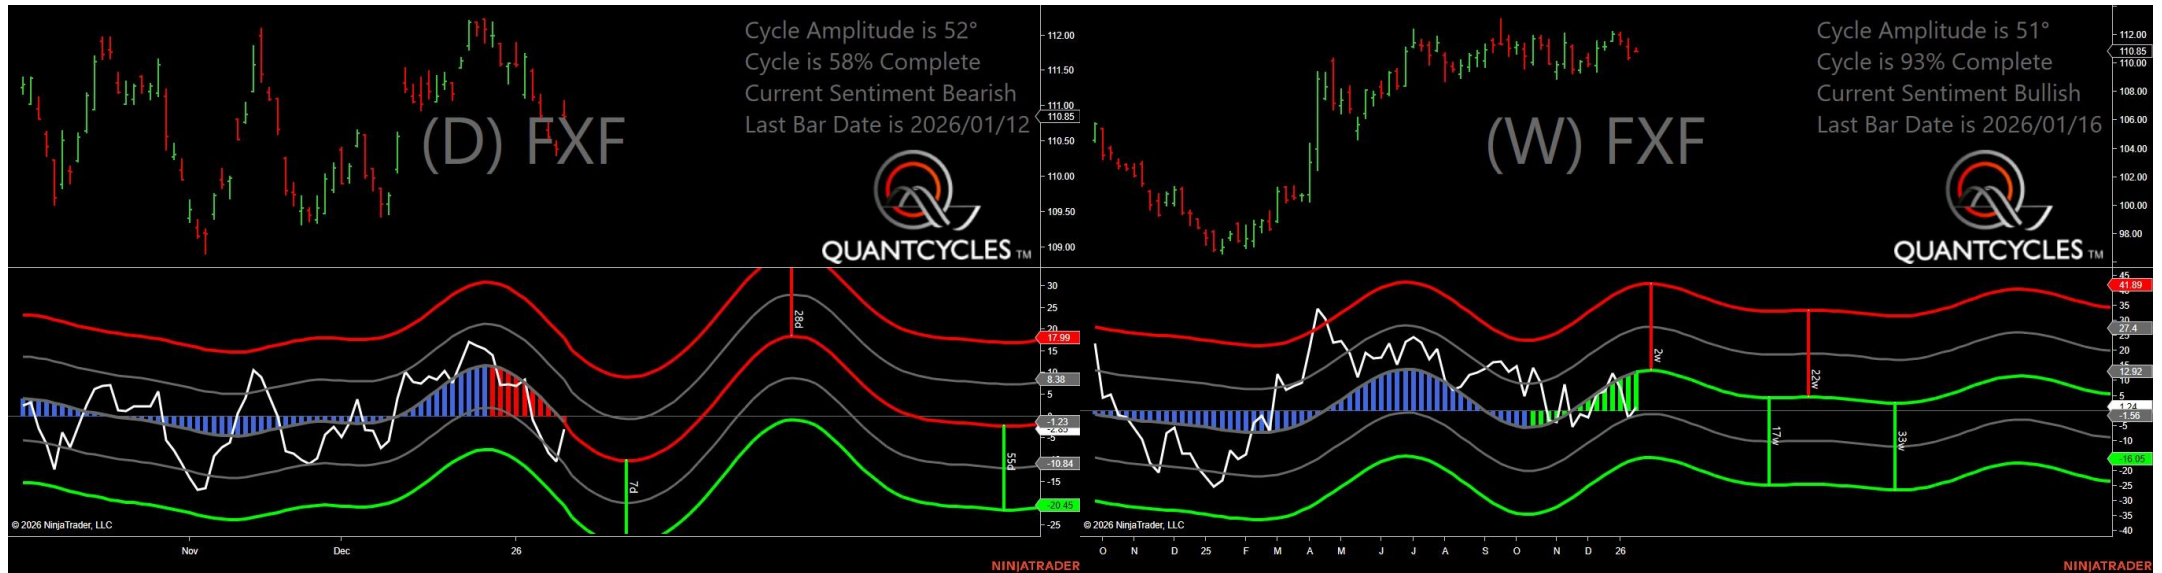 Cycle Amplitude is 52°
Cycle is 58% Complete
Current Sentiment Bearish
Last Bar Date is 2026/01/12
(D) FXF
QUANTCYCLES TM
112.00
111.50
111.00
110.85
110.50
110.00
109.50
109.00
30
25
20
17.99
15
10
8.38
5
-1.23
-2.85
-5
-10.84
-15
-20.45
-25
28d
7d
55d
© 2026 NinjaTrader, LLC
Nov
Dec
26
NINJATRADER
Cycle Amplitude is 51°
Cycle is 93% Complete
Current Sentiment Bullish
Last Bar Date is 2026/01/16
(W) FXF
QUANTCYCLES TM
112.00
110.85
110.00
108.00
106.00
104.00
102.00
100.00
98.00
45
41.89
35
30
27.4
20
12.92
10
5
1.24
-1.56
-5
-10
-16.05
-20
-25
-30
-35
-40
2w
22w
17w
33w
© 2026 NinjaTrader, LLC
O
N
D
25
F
M
A
M
J
J
A
S
O
N
D
26
NINJATRADER